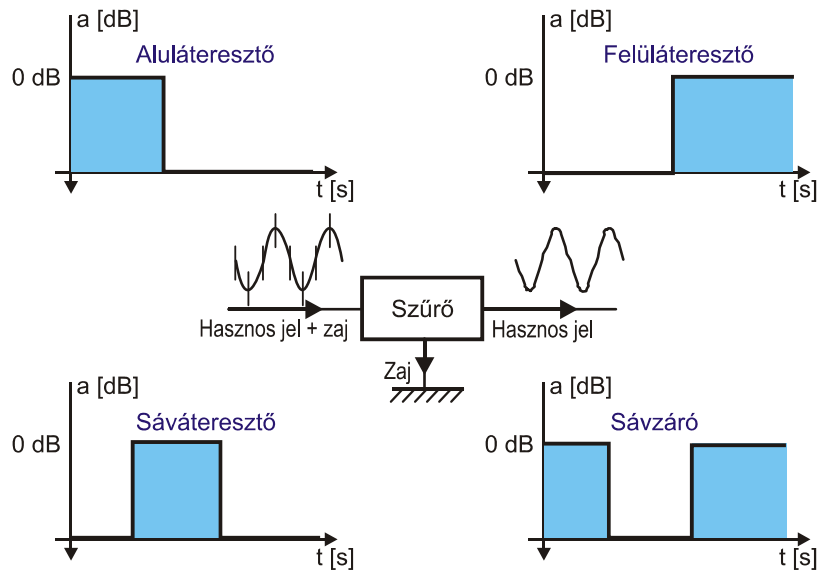 a [dB]
Aluláteresztő
0 dB
t [s]
a [dB]
Felüláteresztő
0 dB
t [s]
Hasznos jel + zaj
Szűrő
Hasznos jel
Zaj
a [dB]
Sáváteresztő
0 dB
t [s]
a [dB]
Sávzáró
0 dB
t [s]